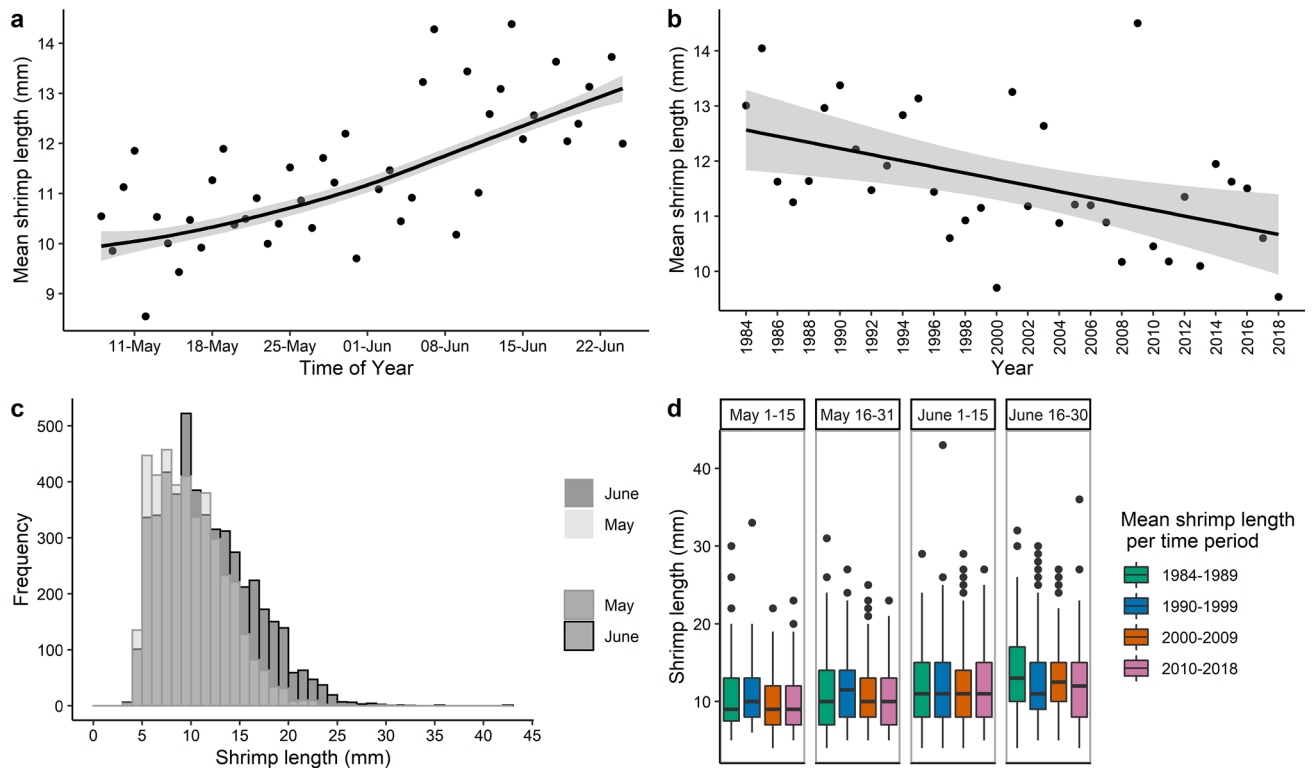 a
Mean shrimp length (mm)
14
13
12
11
10
9
11-May 18-May 25-May 01-Jun 08-Jun 15-Jun 22-Jun
Time of Year
b
Mean shrimp length (mm)
14
13
12
11
10
1984 1986 1988 1990 1992 1994 1996 1998 2000 2002 2004 2006 2008 2010 2012 2014 2016 2018
Year
c
Frequency
500
400
300
200
100
0
0 5 10 15 20 25 30 35 40 45
Shrimp length (mm)
June
May
May
June
d
May 1-15 May 16-31 June 1-15 June 16-30
Shrimp length (mm)
40
30
20
10
Mean shrimp length
per time period
1984-1989
1990-1999
2000-2009
2010-2018